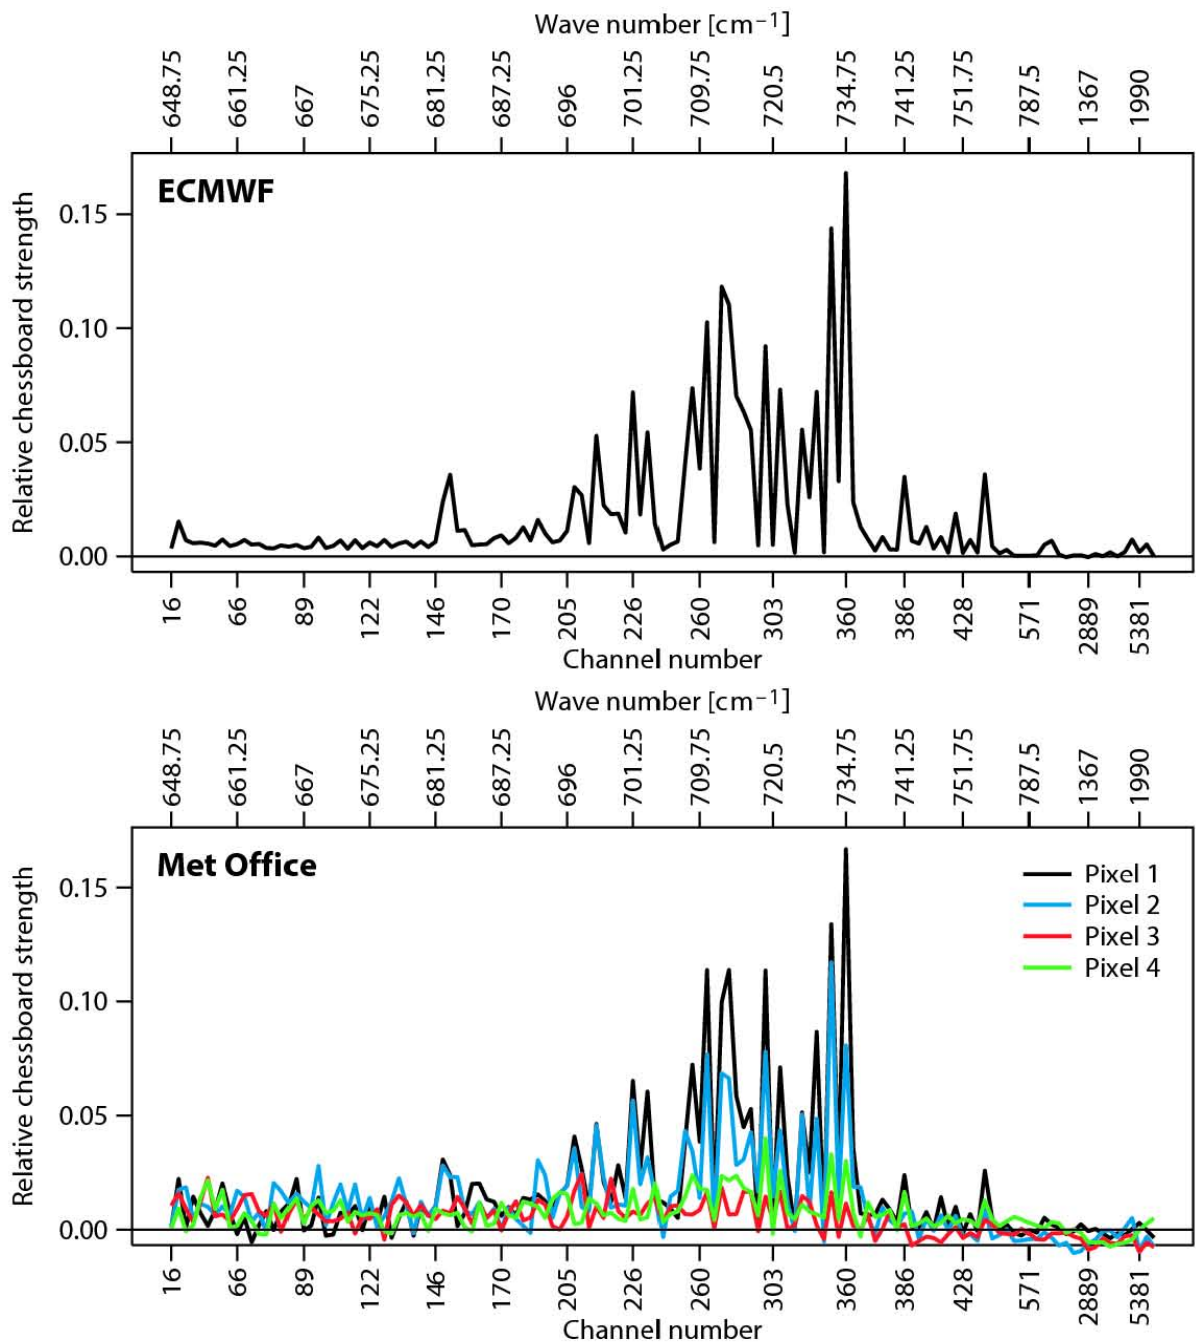 Wave number [cm⁻¹]
648.75 661.25 667 675.25 681.25 687.25 696 701.25 709.75 720.5 734.75 741.25 751.75 787.5 1367 1990
ECMWF
Relative chessboard strength
0.15
0.10
0.05
0.00
16 66 89 122 146 170 205 226 260 303 360 386 428 571 2889 5381
Channel number
Wave number [cm⁻¹]
648.75 661.25 667 675.25 681.25 687.25 696 701.25 709.75 720.5 734.75 741.25 751.75 787.5 1367 1990
Met Office
Pixel 1
Pixel 2
Pixel 3
Pixel 4
Relative chessboard strength
0.15
0.10
0.05
0.00
16 66 89 122 146 170 205 226 260 303 360 386 428 571 2889 5381
Channel number